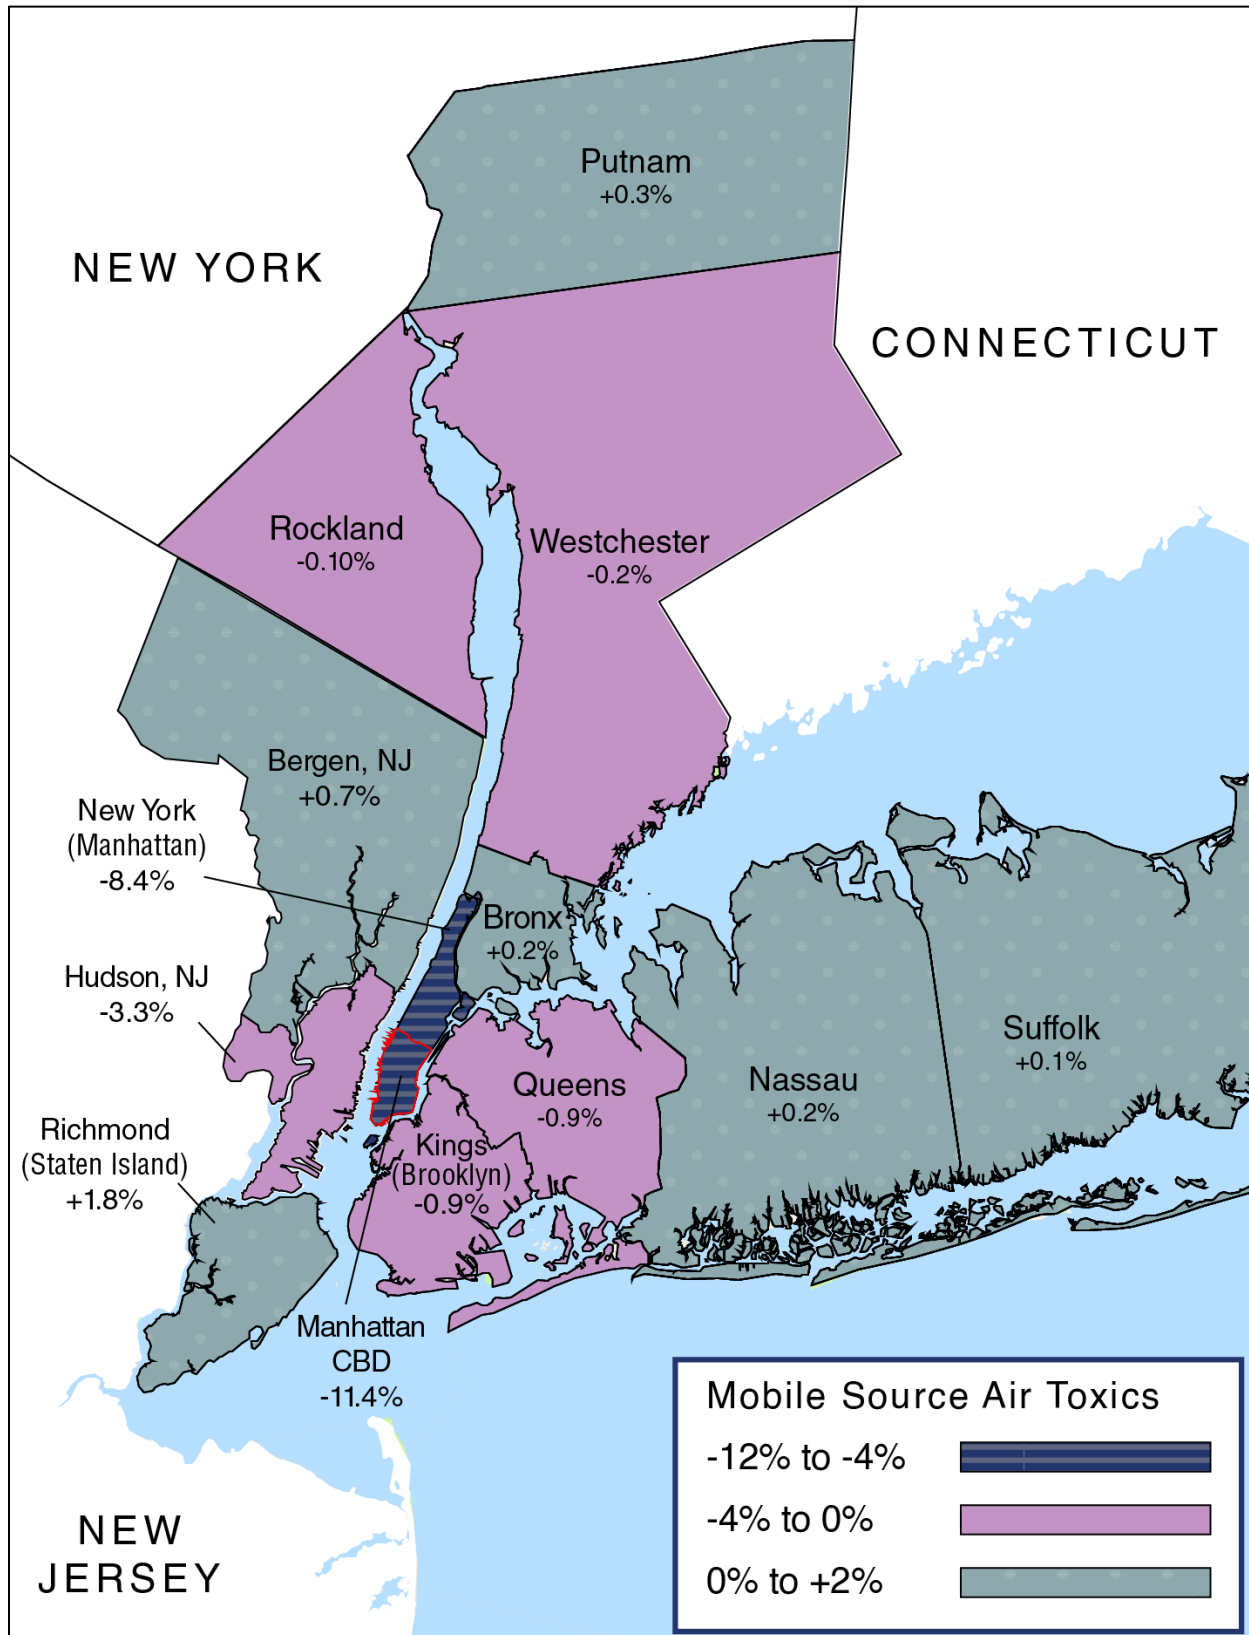 Putnam
+0.3%
NEW YORK
CONNECTICUT
Rockland
-0.10%
Westchester
-0.2%
Bergen, NJ
+0.7%
New York
(Manhattan)
-8.4%
Bronx
+0.2%
Hudson, NJ
-3.3%
Suffolk
+0.1%
Nassau
+0.2%
Queens
-0.9%
Richmond
(Staten Island)
+1.8%
Kings
(Brooklyn)
-0.9%
Manhattan
CBD
-11.4%
NEW
JERSEY
Mobile Source Air Toxics
-12% to -4%
-4% to 0%
0% to +2%